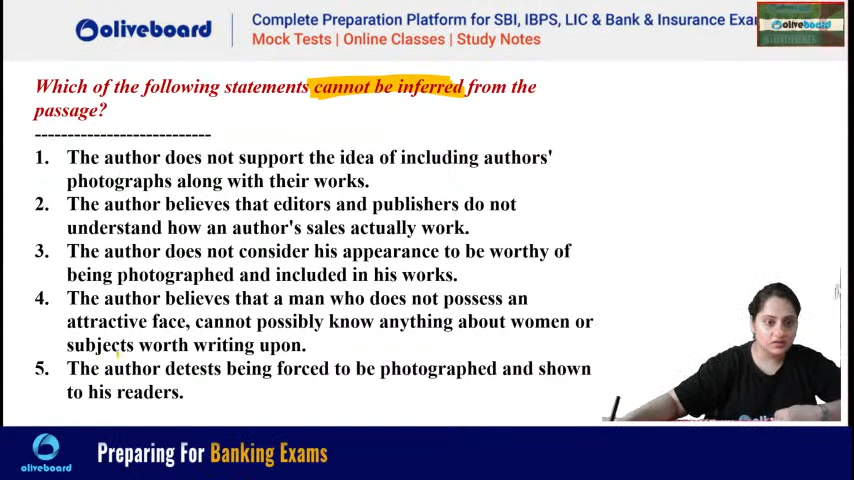 oliveboard
Complete Preparation Platform for SBI, IBPS, LIC & Bank & Insurance Exa
Mock Tests | Online Classes | Study Notes
oliveboard
Which of the following statements cannot be inferred from the
passage?
---------------------------
1. The author does not support the idea of including authors'
photographs along with their works.
2. The author believes that editors and publishers do not
understand how an author's sales actually work.
3. The author does not consider his appearance to be worthy of
being photographed and included in his works.
4. The author believes that a man who does not possess an
attractive face, cannot possibly know anything about women or
subjects worth writing upon.
5. The author detests being forced to be photographed and shown
to his readers.
oliveboard
Preparing For Banking Exams